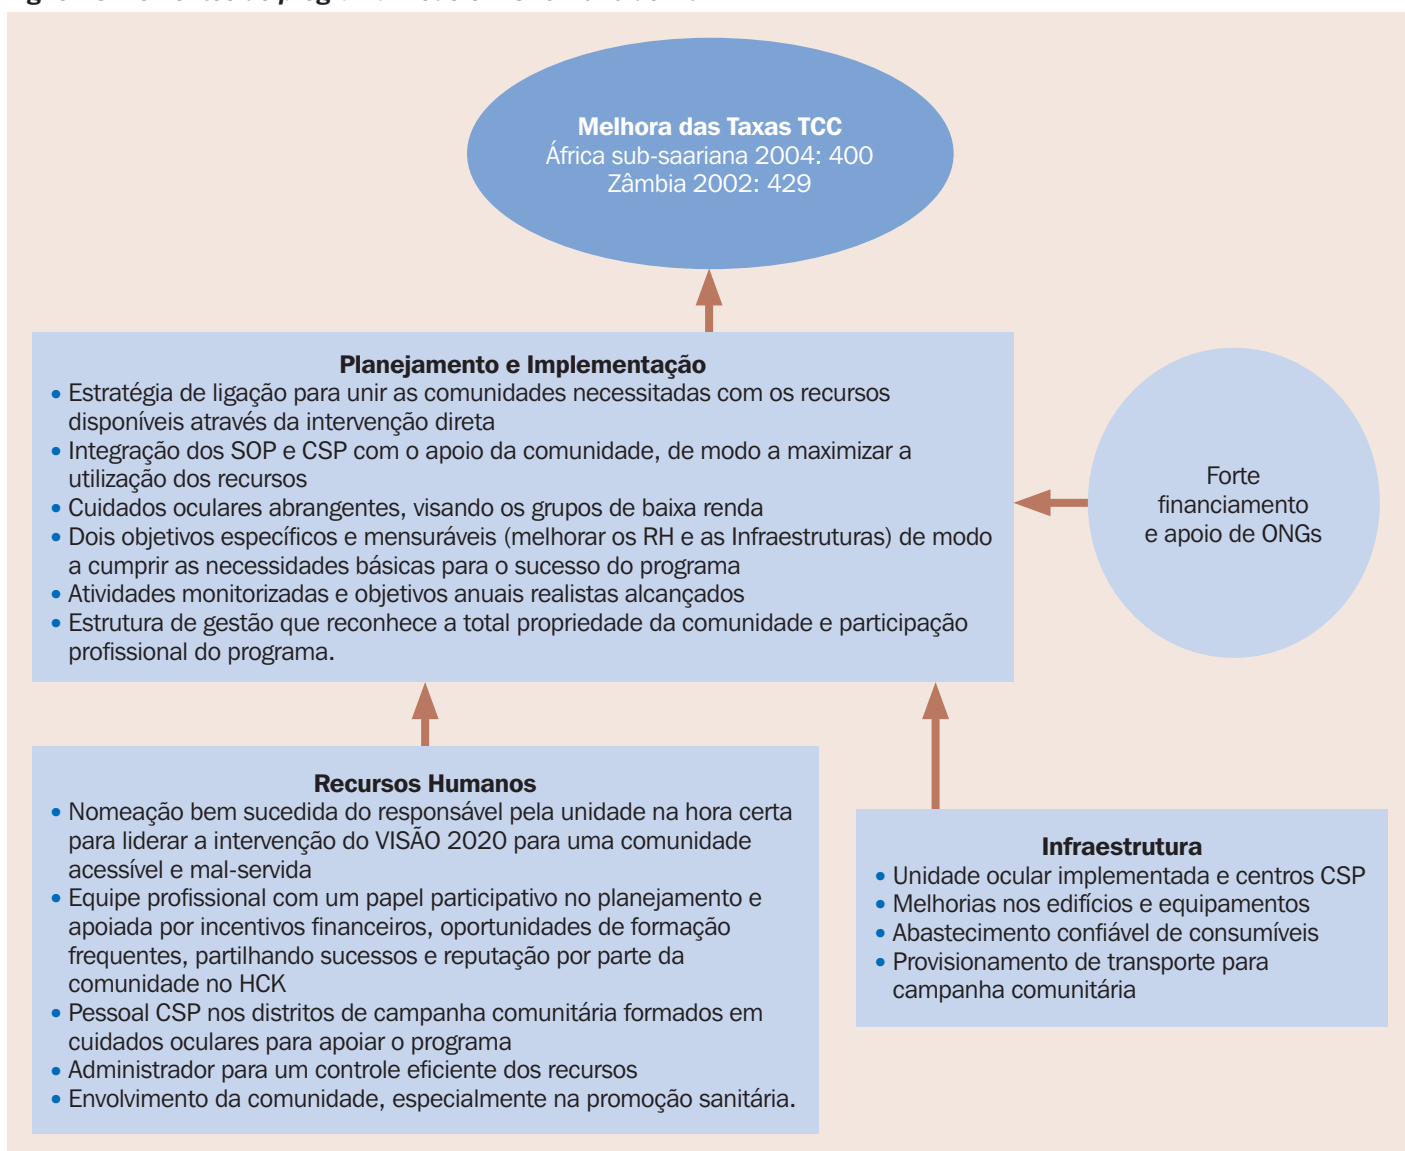 Melhora das Taxas TCC
África sub-saariana 2004: 400
Zâmbia 2002: 429
Planejamento e Implementação
• Estratégia de ligação para unir as comunidades necessitadas com os recursos
disponíveis através da intervenção direta
• Integração dos SOP e CSP com o apoio da comunidade, de modo a maximizar a
utilização dos recursos
• Cuidados oculares abrangentes, visando os grupos de baixa renda
• Dois objetivos específicos e mensuráveis (melhorar os RH e as Infraestruturas) de modo
a cumprir as necessidades básicas para o sucesso do programa
• Atividades monitorizadas e objetivos anuais realistas alcançados
• Estrutura de gestão que reconhece a total propriedade da comunidade e participação
profissional do programa.
Forte
financiamento
e apoio de ONGs
Recursos Humanos
• Nomeação bem sucedida do responsável pela unidade na hora certa
para liderar a intervenção do VISÃO 2020 para uma comunidade
acessível e mal-servida
• Equipe profissional com um papel participativo no planejamento e
apoiada por incentivos financeiros, oportunidades de formação
frequentes, partilhando sucessos e reputação por parte da
comunidade no HCK
• Pessoal CSP nos distritos de campanha comunitária formados em
cuidados oculares para apoiar o programa
• Administrador para um controle eficiente dos recursos
• Envolvimento da comunidade, especialmente na promoção sanitária.
Infraestrutura
• Unidade ocular implementada e centros CSP
• Melhorias nos edifícios e equipamentos
• Abastecimento confiável de consumíveis
• Provisionamento de transporte para
campanha comunitária